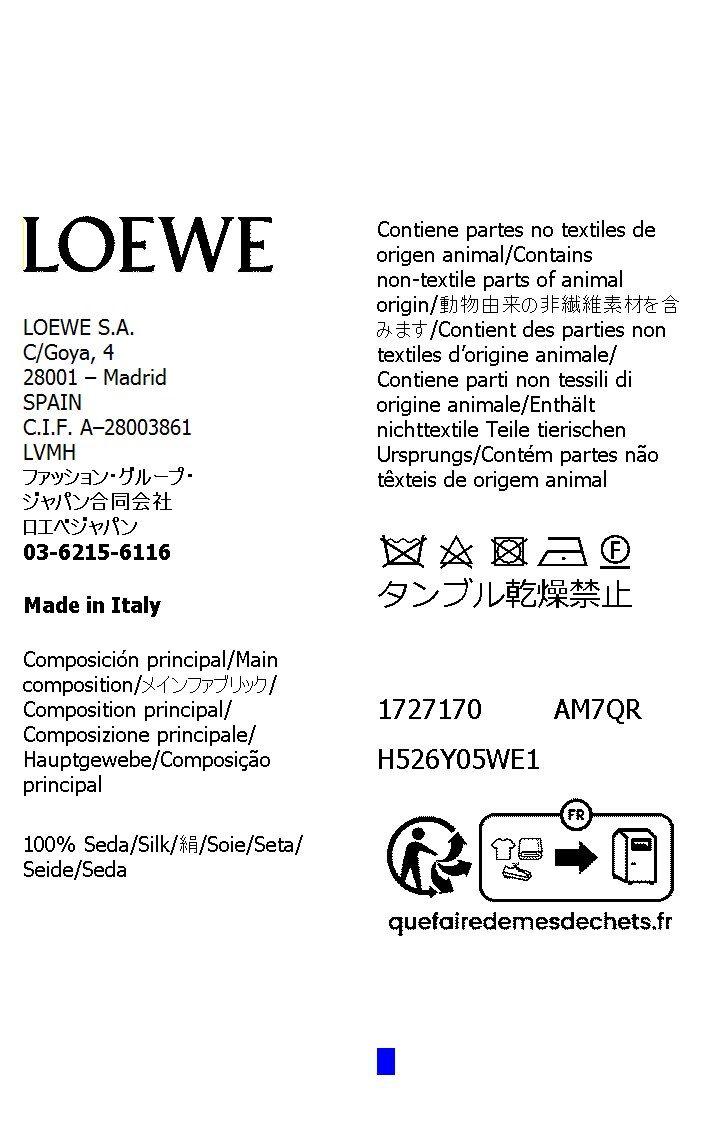 LOEWE
LOEWE S.A.
C/Goya, 4
28001 – Madrid
SPAIN
C.I.F. A–28003861
LVMH
ファッション・グループ・
ジャパン合同会社
ロエベジャパン
03-6215-6116
Made in Italy
Composición principal/Main
composition/メインファブリック/
Composition principal/
Composizione principale/
Hauptgewebe/Composição
principal
100% Seda/Silk/絹/Soie/Seta/
Seide/Seda
Contiene partes no textiles de
origen animal/Contains
non-textile parts of animal
origin/動物由来の非繊維素材を含
みます/Contient des parties non
textiles d’origine animale/
Contiene parti non tessili di
origine animale/Enthält
nichttextile Teile tierischen
Ursprungs/Contém partes não
têxteis de origem animal
F
タンブル乾燥禁止
1727170 AM7QR
H526Y05WE1
FR
quefairedemesdechets.fr